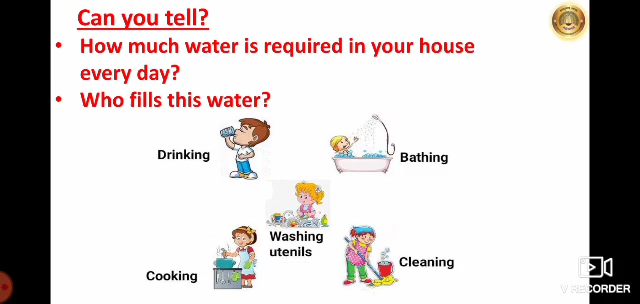 Can you tell?
• How much water is required in your house
every day?
• Who fills this water?
Drinking
Bathing
Washing
utenils
Cooking
Cleaning
V RECORDER